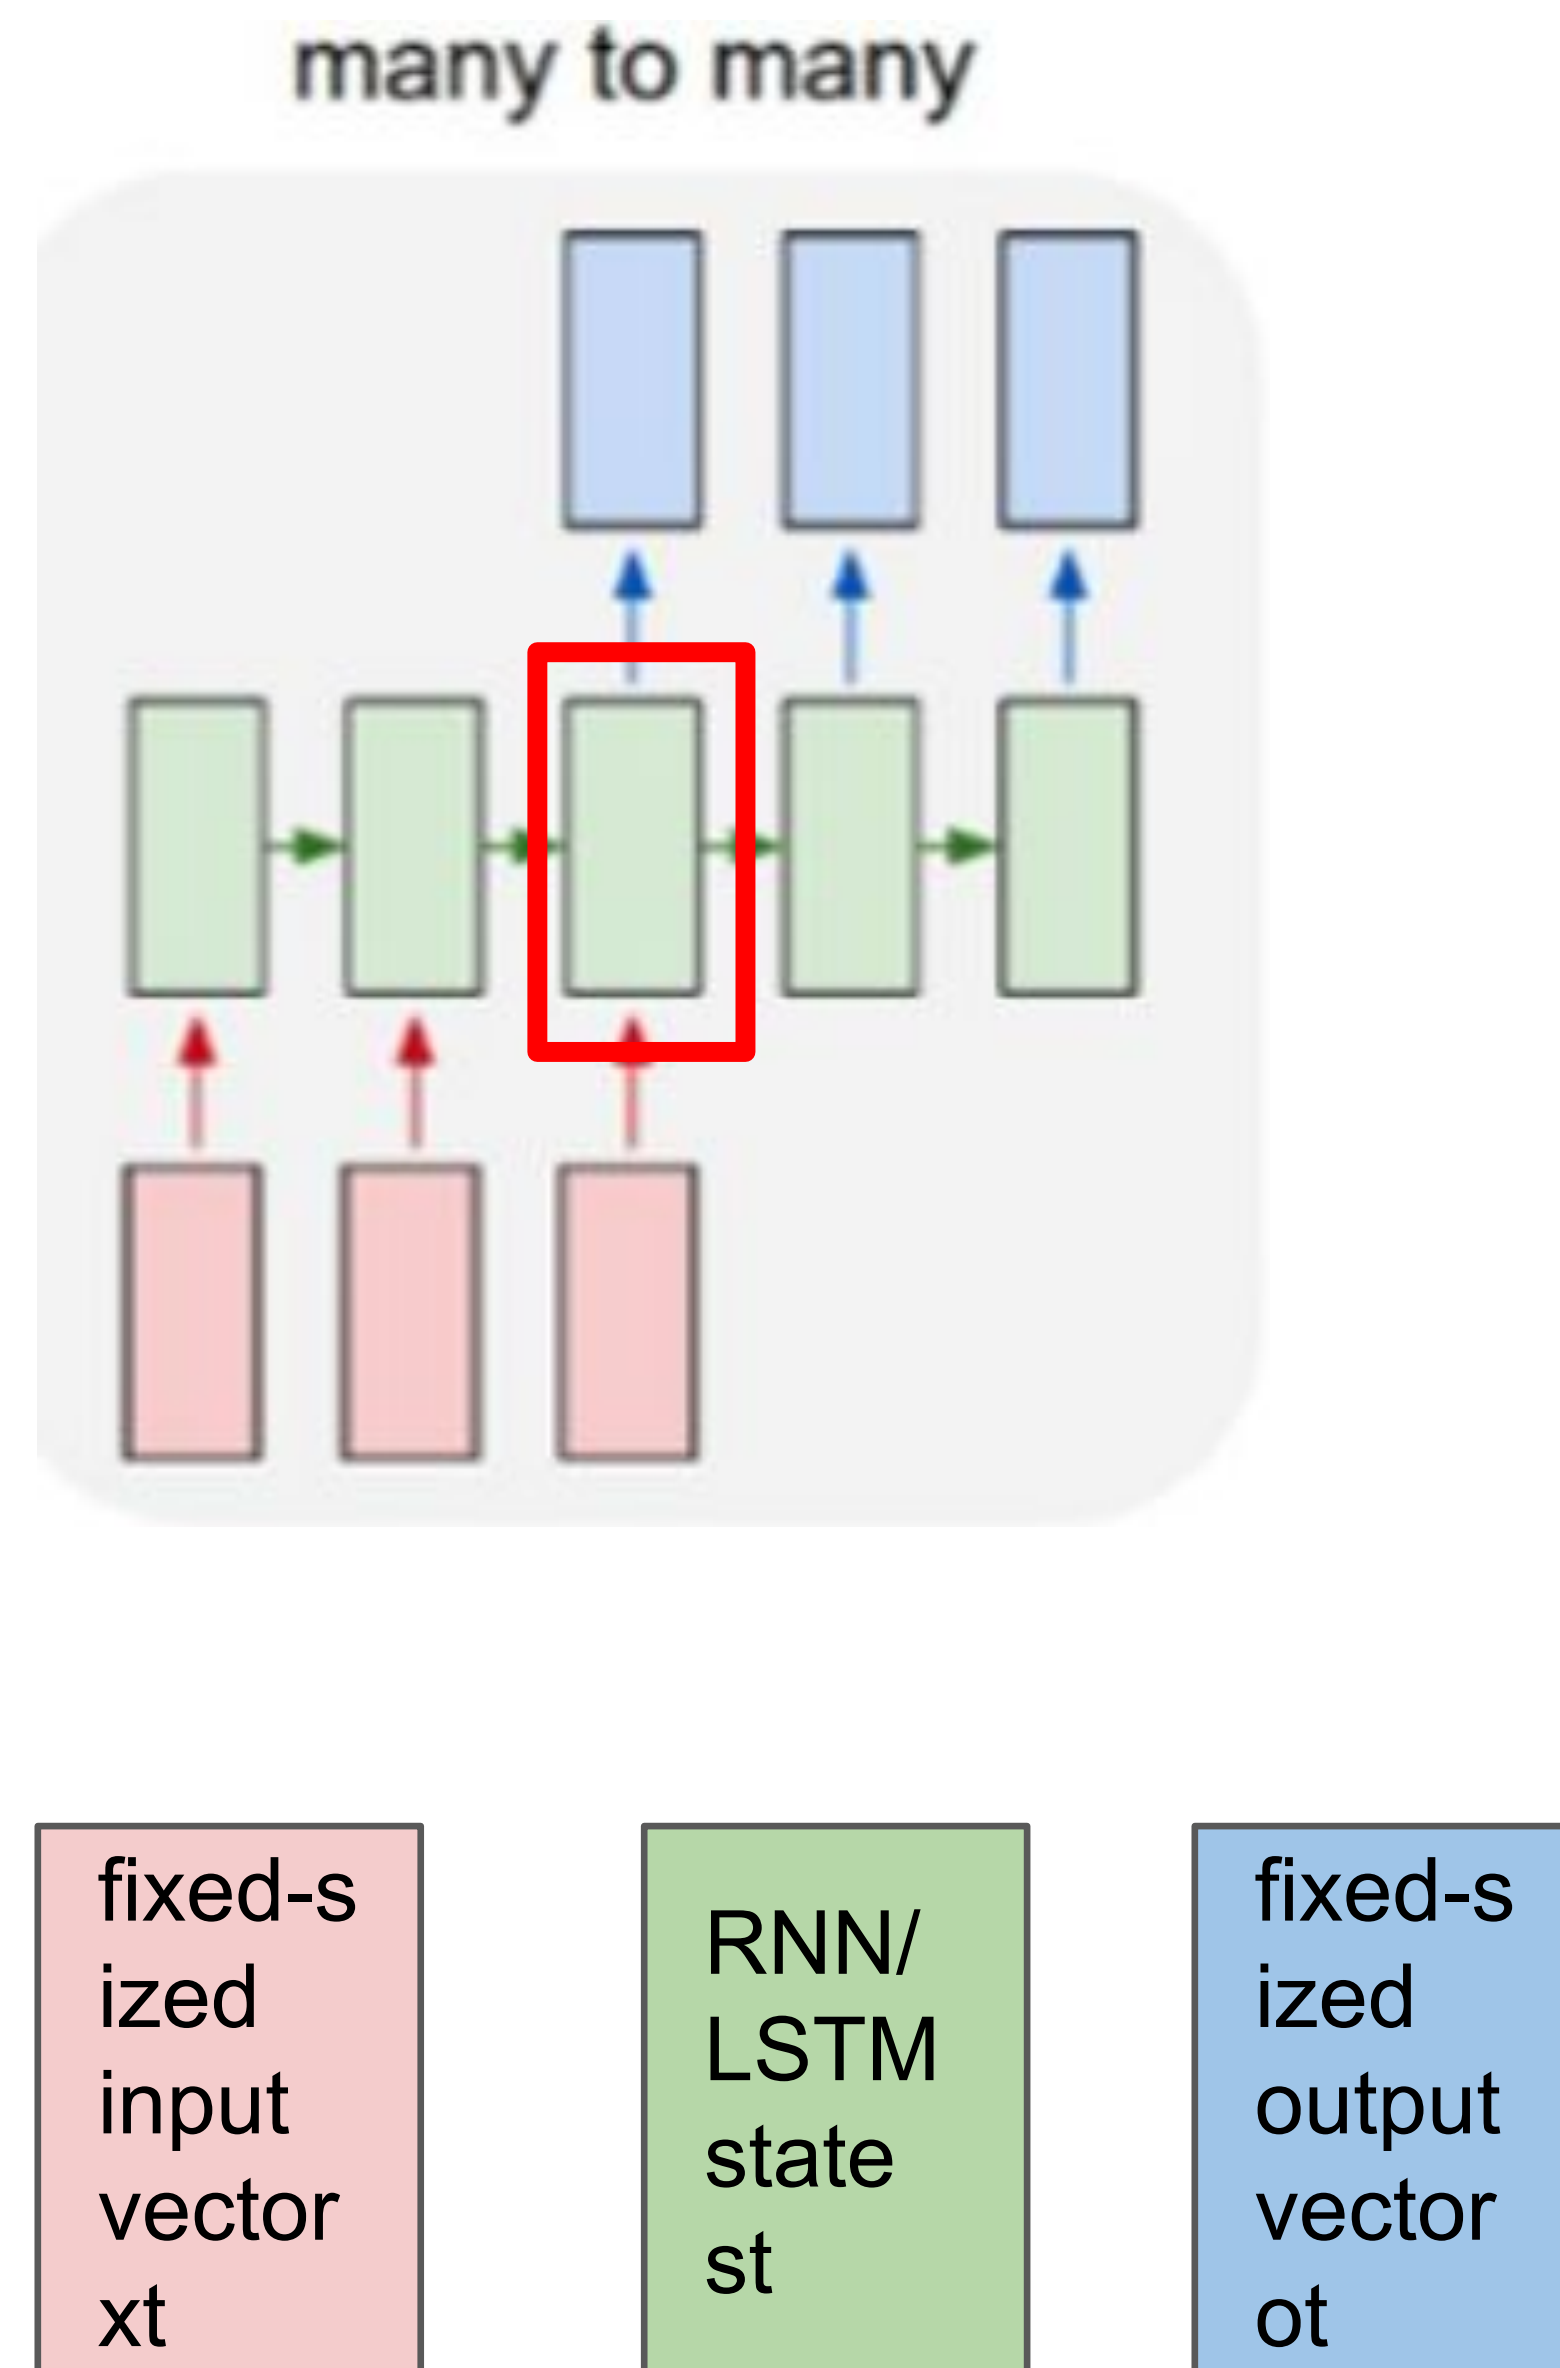 many to many
fixed-s
ized
input
vector
xt
RNN/
LSTM
state
st
fixed-s
ized
output
vector
ot